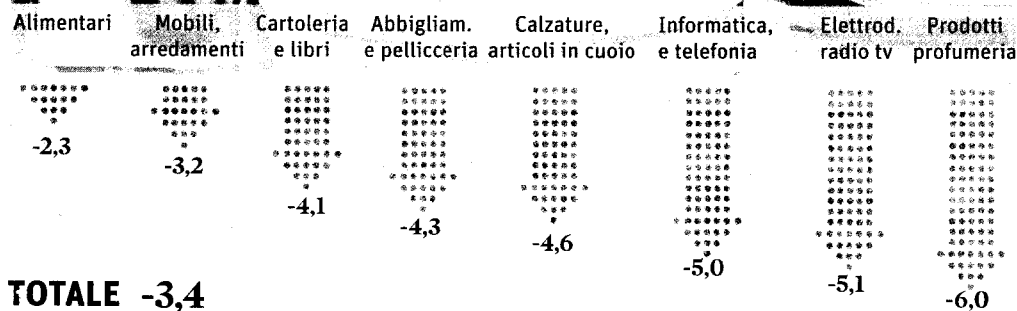 Alimentari
Mobili,
arredamenti
Cartoleria
e libri
Abbigliam.
e pellicceria
Calzature,
articoli in cuoio
Informatica,
e telefonia
Elettrod.
radio tv
Prodotti
profumeria
-2,3
-3,2
-4,1
-4,3
-4,6
-5,0
-5,1
-6,0
TOTALE -3,4